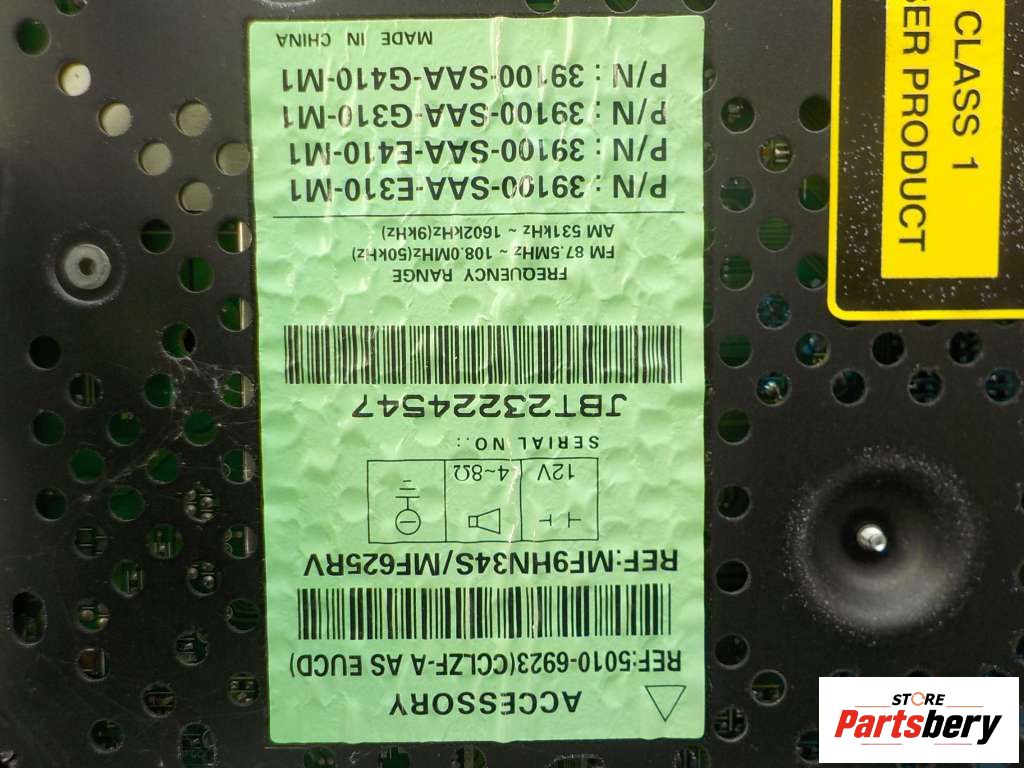 ACCESSORY
REF:5010-6923(CCLZF-A AS EUCD)
REF:MF9HN34S/MF625RV
12V 4~8Ω
SERIAL NO.:
JBT23224547
FREQUENCY RANGE
FM 87.5MHz ~ 108.0MHz(50kHz)
AM 531kHz ~ 1602kHz(9kHz)
P/N : 39100-SAA-E310-M1
P/N : 39100-SAA-E410-M1
P/N : 39100-SAA-G310-M1
P/N : 39100-SAA-G410-M1
MADE IN CHINA
CLASS 1
SER PRODUCT
STORE
Partsbery